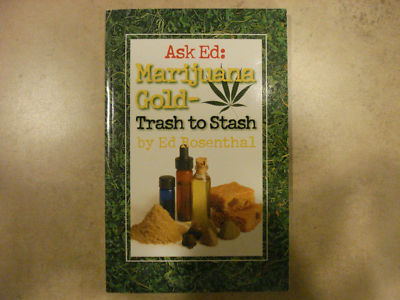 Ask Ed:
Marijuana
Gold-
Trash to Stash
by Ed Rosenthal